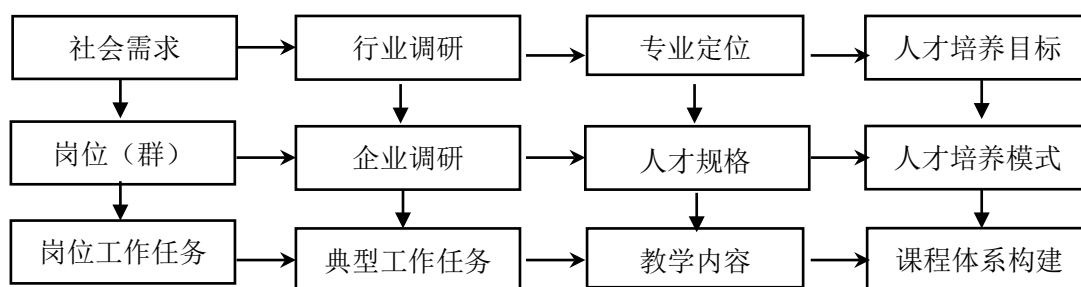 社会需求
行业调研
专业定位
人才培养目标
岗位（群）
企业调研
人才规格
人才培养模式
岗位工作任务
典型工作任务
教学内容
课程体系构建